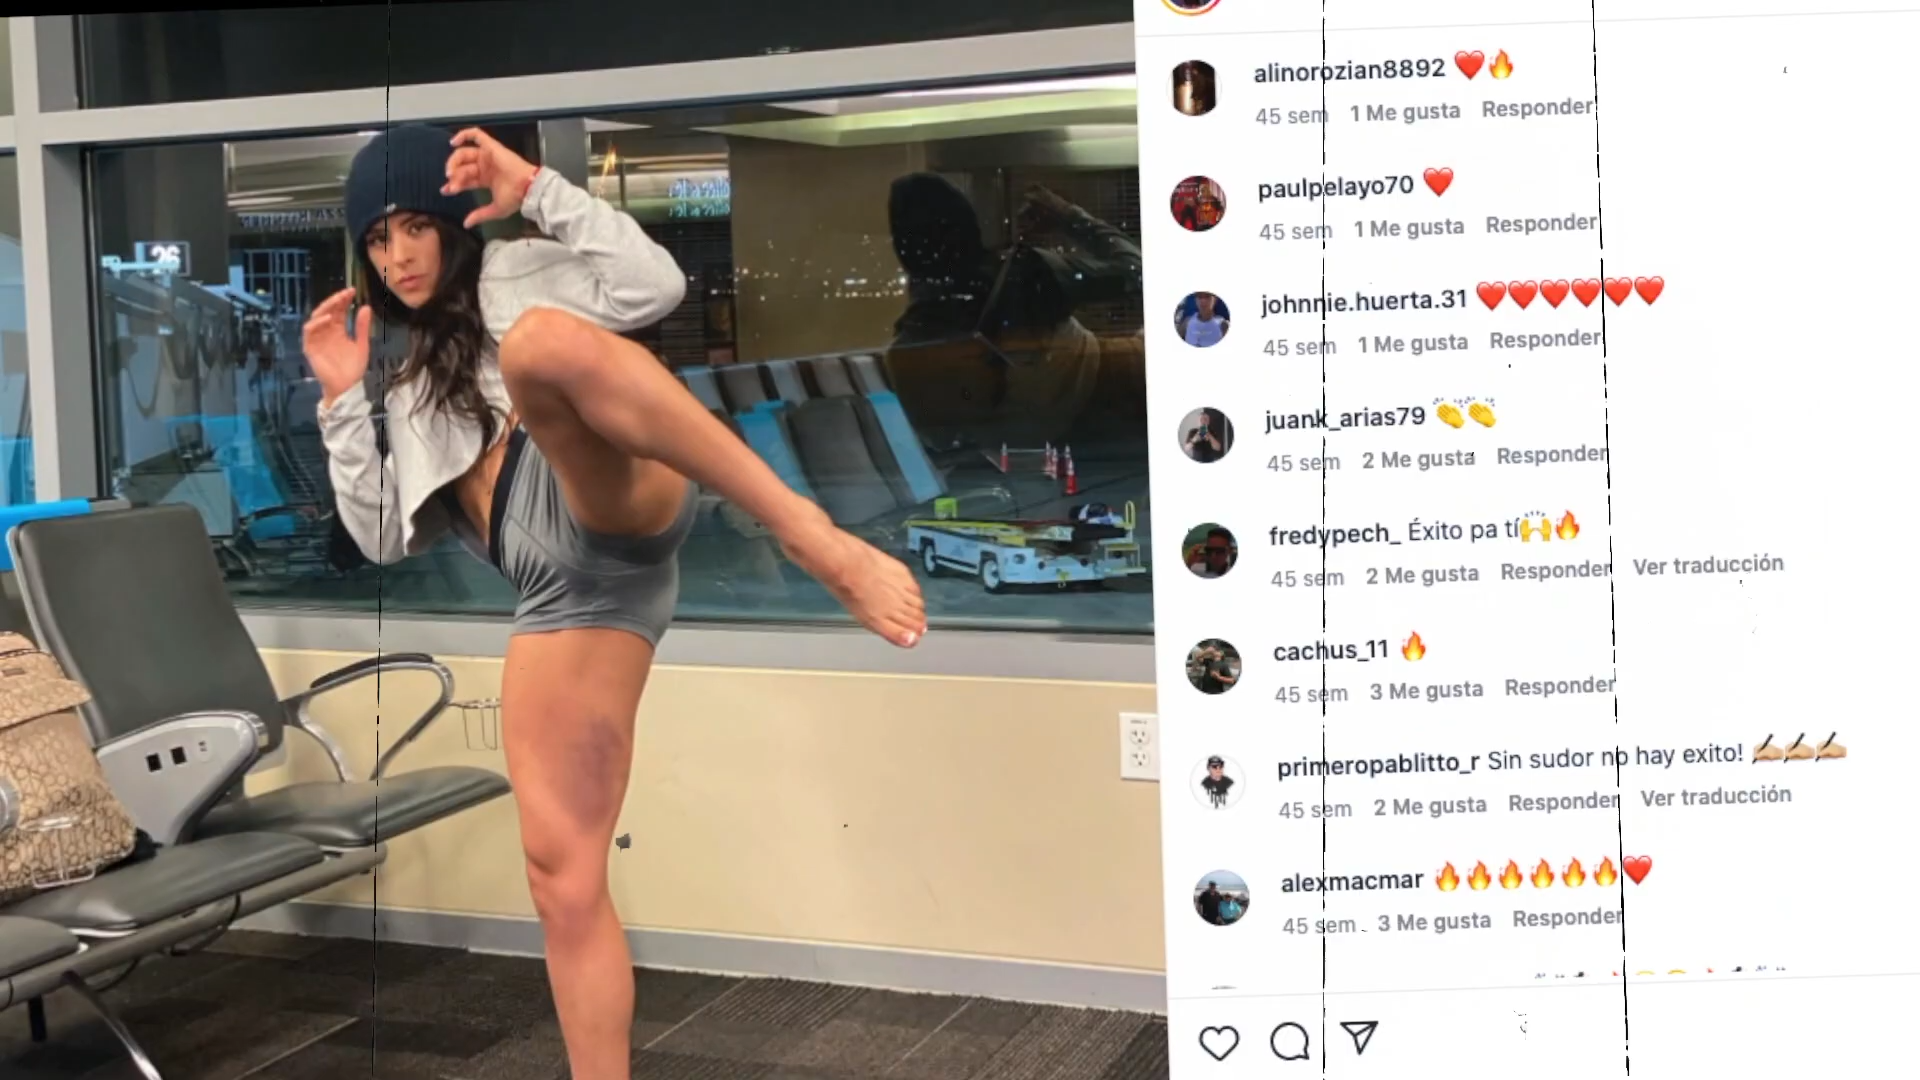 26
alinorozian8892 ❤️🔥
45 sem 1 Me gusta Responder
paulpelayo70 ❤️
45 sem 1 Me gusta Responder
johnnie.huerta.31 ❤️❤️❤️❤️❤️❤️
45 sem 1 Me gusta Responder
juank_arias79 👏👏
45 sem 2 Me gusta Responder
fredypech_ Éxito pa tí🙌🔥
45 sem 2 Me gusta Responder Ver traducción
cachus_11 🔥
45 sem 3 Me gusta Responder
primeropablitto_r Sin sudor no hay exito! ✍🏼✍🏼✍🏼
45 sem 2 Me gusta Responder Ver traducción
alexmacmar 🔥🔥🔥🔥🔥🔥❤️
45 sem 3 Me gusta Responder